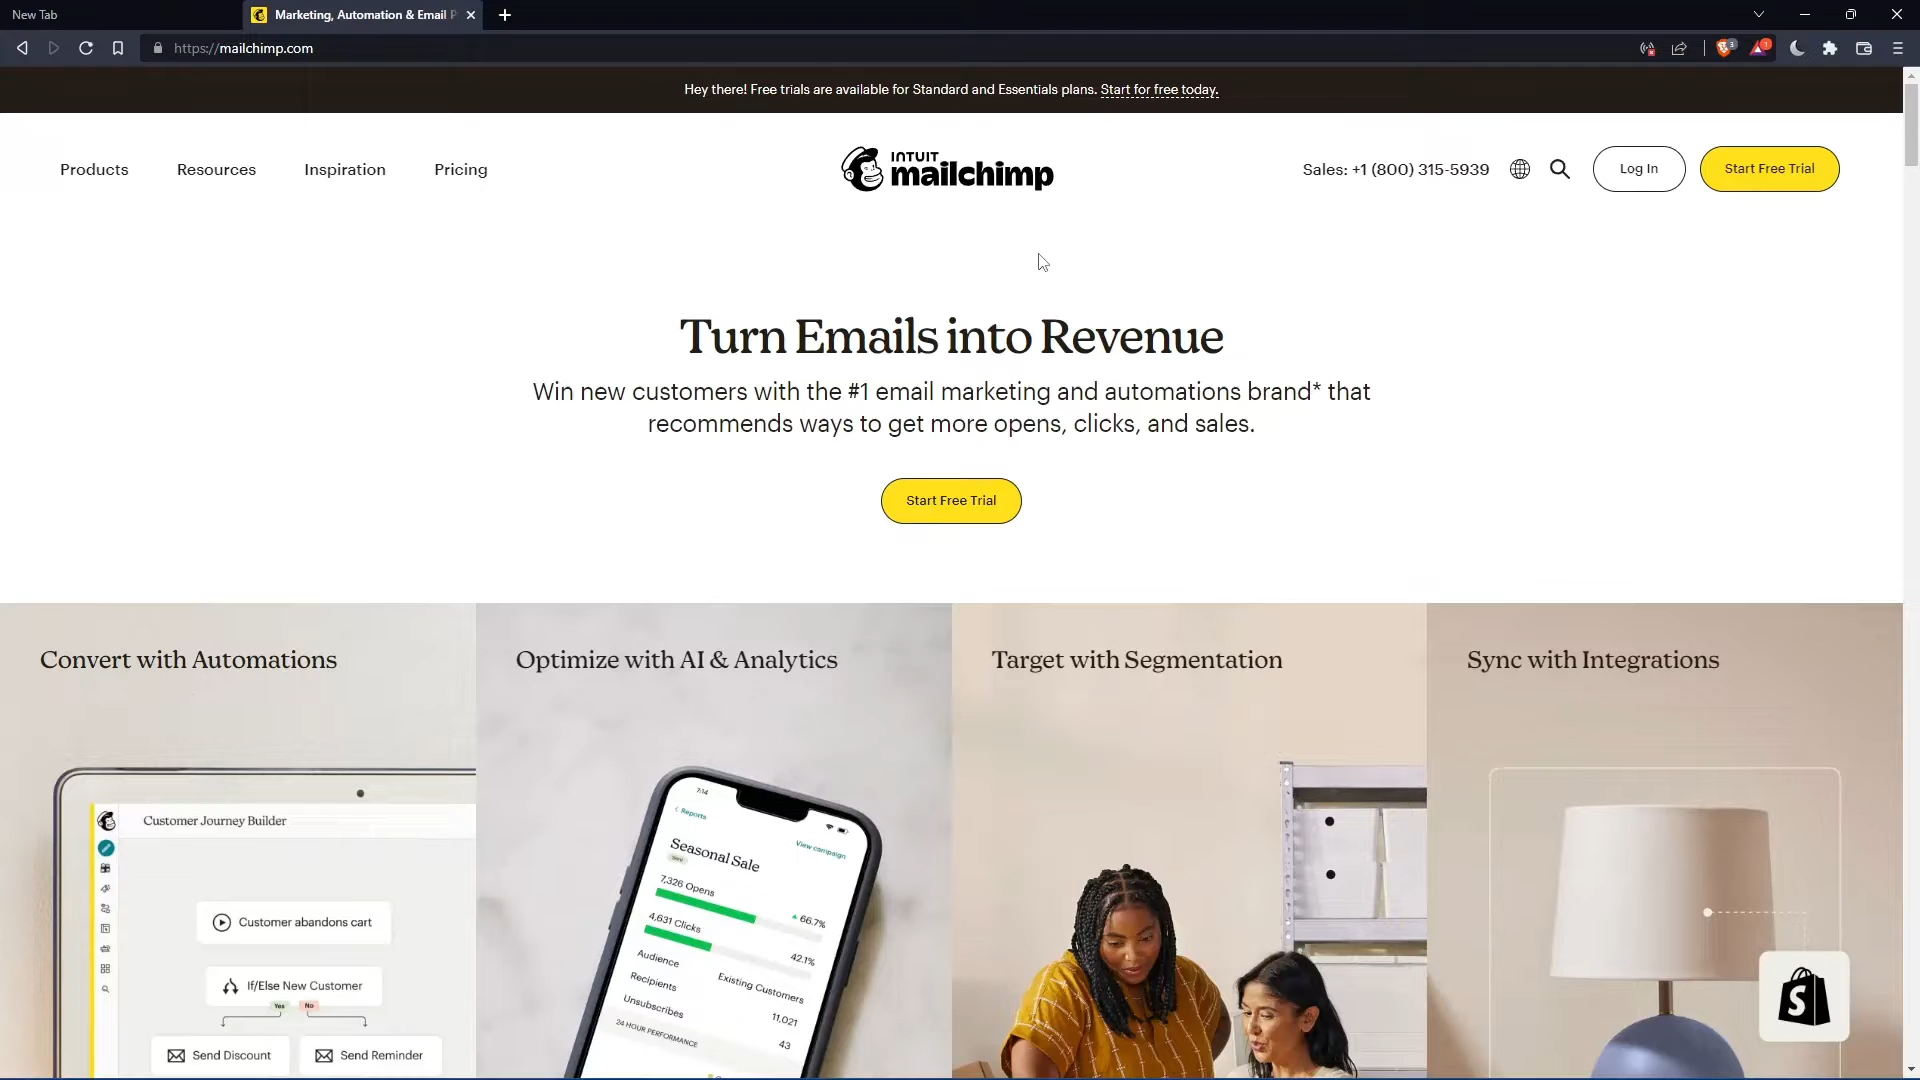 New Tab
Marketing, Automation & Email P
https://mailchimp.com
3
1
Hey there! Free trials are available for Standard and Essentials plans. Start for free today.
Products
Resources
Inspiration
Pricing
INTUIT
mailchimp
Sales: +1 (800) 315-5939
Log In
Start Free Trial
Turn Emails into Revenue
Win new customers with the #1 email marketing and automations brand* that
recommends ways to get more opens, clicks, and sales.
Start Free Trial
Convert with Automations
Customer Journey Builder
Customer abandons cart
If/Else New Customer
Yes
No
Send Discount
Send Reminder
Optimize with AI & Analytics
7:14
Reports
View campaign
Seasonal Sale
Sent
7,326 Opens
66.7%
4,631 Clicks
42.1%
Audience
Existing Customers
Recipients
11,021
Unsubscribes
43
24 HOUR PERFORMANCE
Target with Segmentation
Sync with Integrations
S